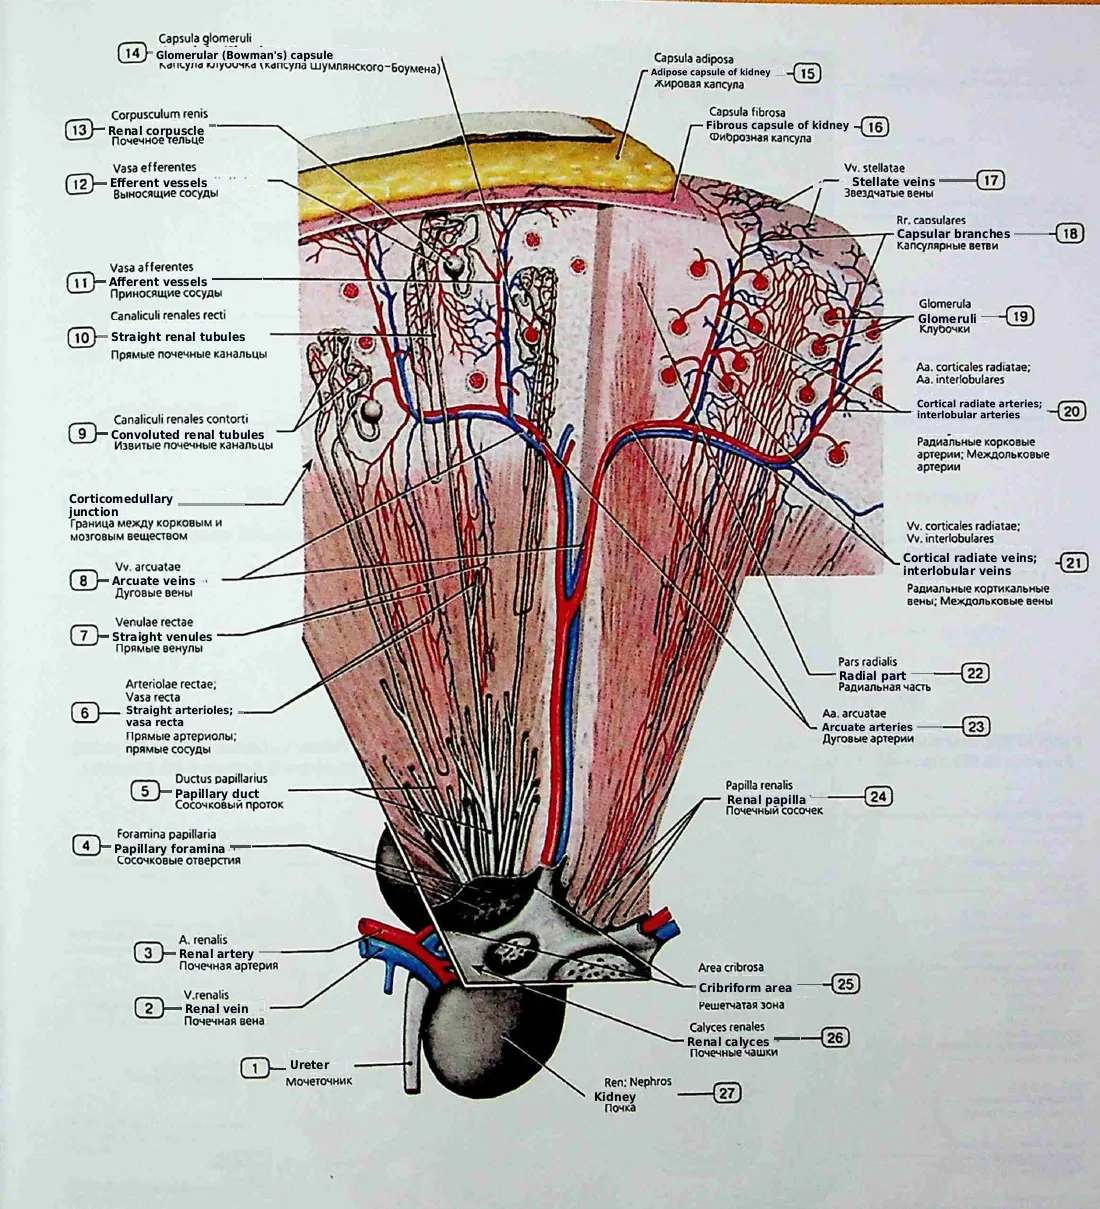 Capsula glomeruli
14
Glomerular (Bowman's) capsule
Капсула клубочка (капсула Шумлянского-Боумена)
Capsula adiposa
Adipose capsule of kidney
15
Жировая капсула
Corpusculum renis
13
Renal corpuscle
Почечное тельце
Capsula fibrosa
Fibrous capsule of kidney
16
Фиброзная капсула
Vasa efferentes
12
Efferent vessels
Выносящие сосуды
Vv. stellatae
Stellate veins
17
Звездчатые вены
Rr. capsulares
Capsular branches
18
Капсулярные ветви
Vasa afferentes
11
Afferent vessels
Приносящие сосуды
Canaliculi renales recti
10
Straight renal tubules
Прямые почечные канальцы
Glomerula
Glomeruli
19
Клубочки
Aa. corticales radiatae;
Aa. interlobulares
Cortical radiate arteries;
interlobular arteries
20
Радиальные корковые
артерии; Междольковые
артерии
Canaliculi renales contorti
9
Convoluted renal tubules
Извитые почечные канальцы
Corticomedullary
junction
Граница между корковым и
мозговым веществом
Vv. corticales radiatae;
Vv. interlobulares
Cortical radiate veins;
interlobular veins
21
Радиальные кортикальные
вены; Междольковые вены
Vv. arcuatae
8
Arcuate veins
Дуговые вены
Venulae rectae
7
Straight venules
Прямые венулы
Pars radialis
Radial part
22
Радиальная часть
Arteriolae rectae;
Vasa recta
6
Straight arterioles;
vasa recta
Прямые артериолы;
прямые сосуды
Aa. arcuatae
Arcuate arteries
23
Дуговые артерии
Ductus papillarius
5
Papillary duct
Сосочковый проток
Papilla renalis
Renal papilla
24
Почечный сосочек
Foramina papillaria
4
Papillary foramina
Сосочковые отверстия
A. renalis
3
Renal artery
Почечная артерия
Area cribrosa
Cribriform area
25
Решетчатая зона
V.renalis
2
Renal vein
Почечная вена
Calyces renales
Renal calyces
26
Почечные чашки
1
Ureter
Мочеточник
Ren; Nephros
Kidney
27
Почка